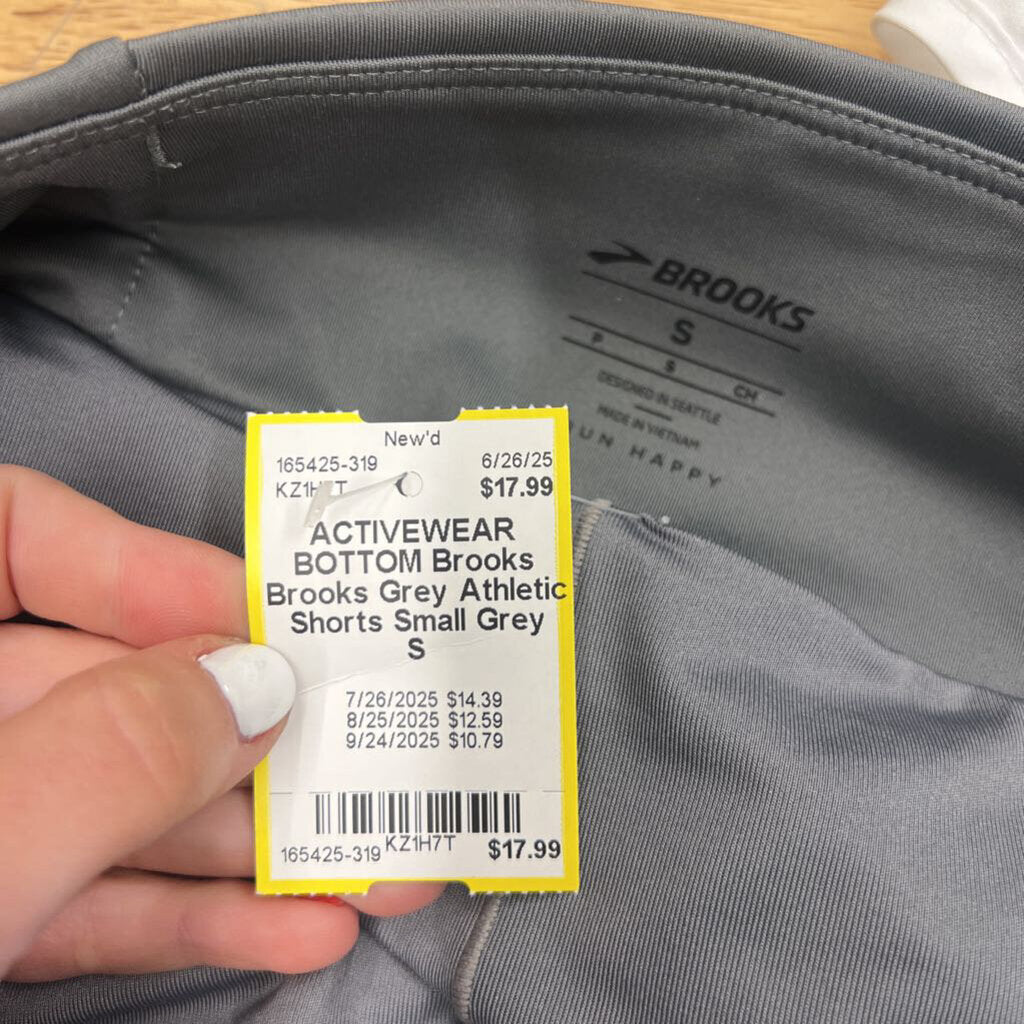 BROOKS
S
P S CH
DESIGNED IN SEATTLE
MADE IN VIETNAM
UN HAPPY
New'd
165425-319 6/26/25
KZ1H7T $17.99
ACTIVEWEAR
BOTTOM Brooks
Brooks Grey Athletic
Shorts Small Grey
S
7/26/2025 $14.39
8/25/2025 $12.59
9/24/2025 $10.79
165425-319 KZ1H7T $17.99